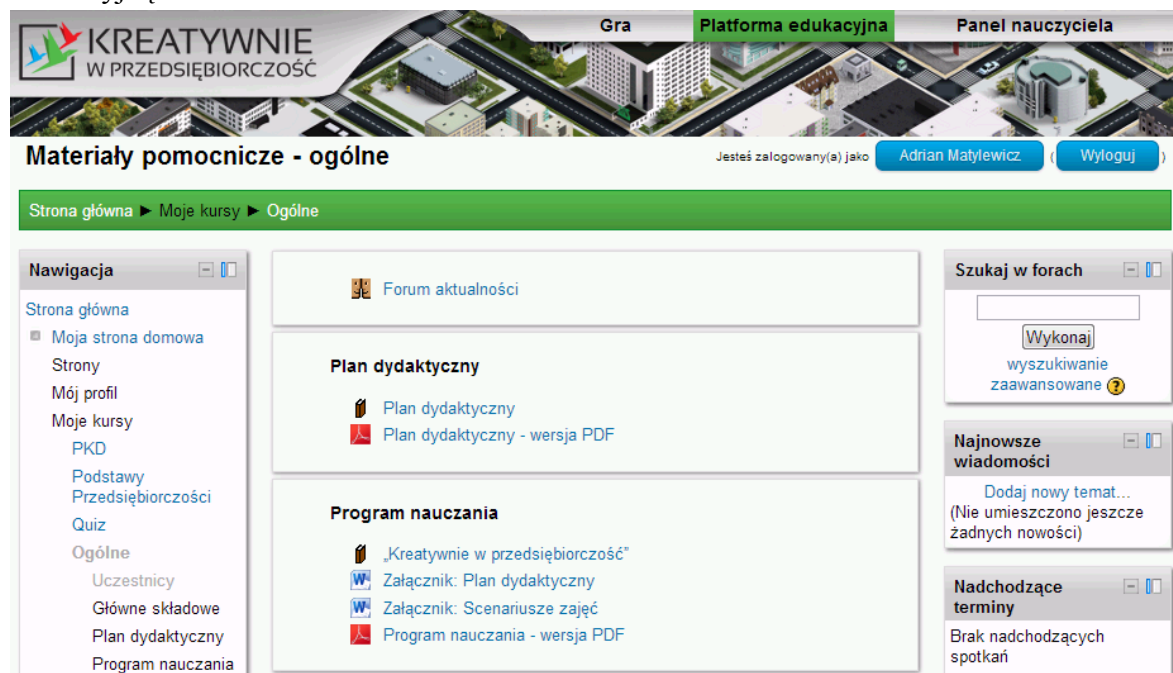 Gra Platforma edukacyjna Panel nauczyciela
KREATYWNIE
W PRZEDSIĘBIORCZOŚĆ
Materiały pomocnicze - ogólne
Jesteś zalogowany(a) jako Adrian Matylewicz ( Wyloguj )
Strona główna ► Moje kursy ► Ogólne
Nawigacja
Strona główna
Moja strona domowa
Strony
Mój profil
Moje kursy
PKD
Podstawy
Przedsiębiorczości
Quiz
Ogólne
Uczestnicy
Główne składowe
Plan dydaktyczny
Program nauczania
Forum aktualności
Plan dydaktyczny
Plan dydaktyczny
Plan dydaktyczny - wersja PDF
Program nauczania
„Kreatywnie w przedsiębiorczość”
Załącznik: Plan dydaktyczny
Załącznik: Scenariusze zajęć
Program nauczania - wersja PDF
Szukaj w forach
Wykonaj
wyszukiwanie
zaawansowane
Najnowsze
wiadomości
Dodaj nowy temat...
(Nie umieszczono jeszcze
żadnych nowości)
Nadchodzące
terminy
Brak nadchodzących
spotkań